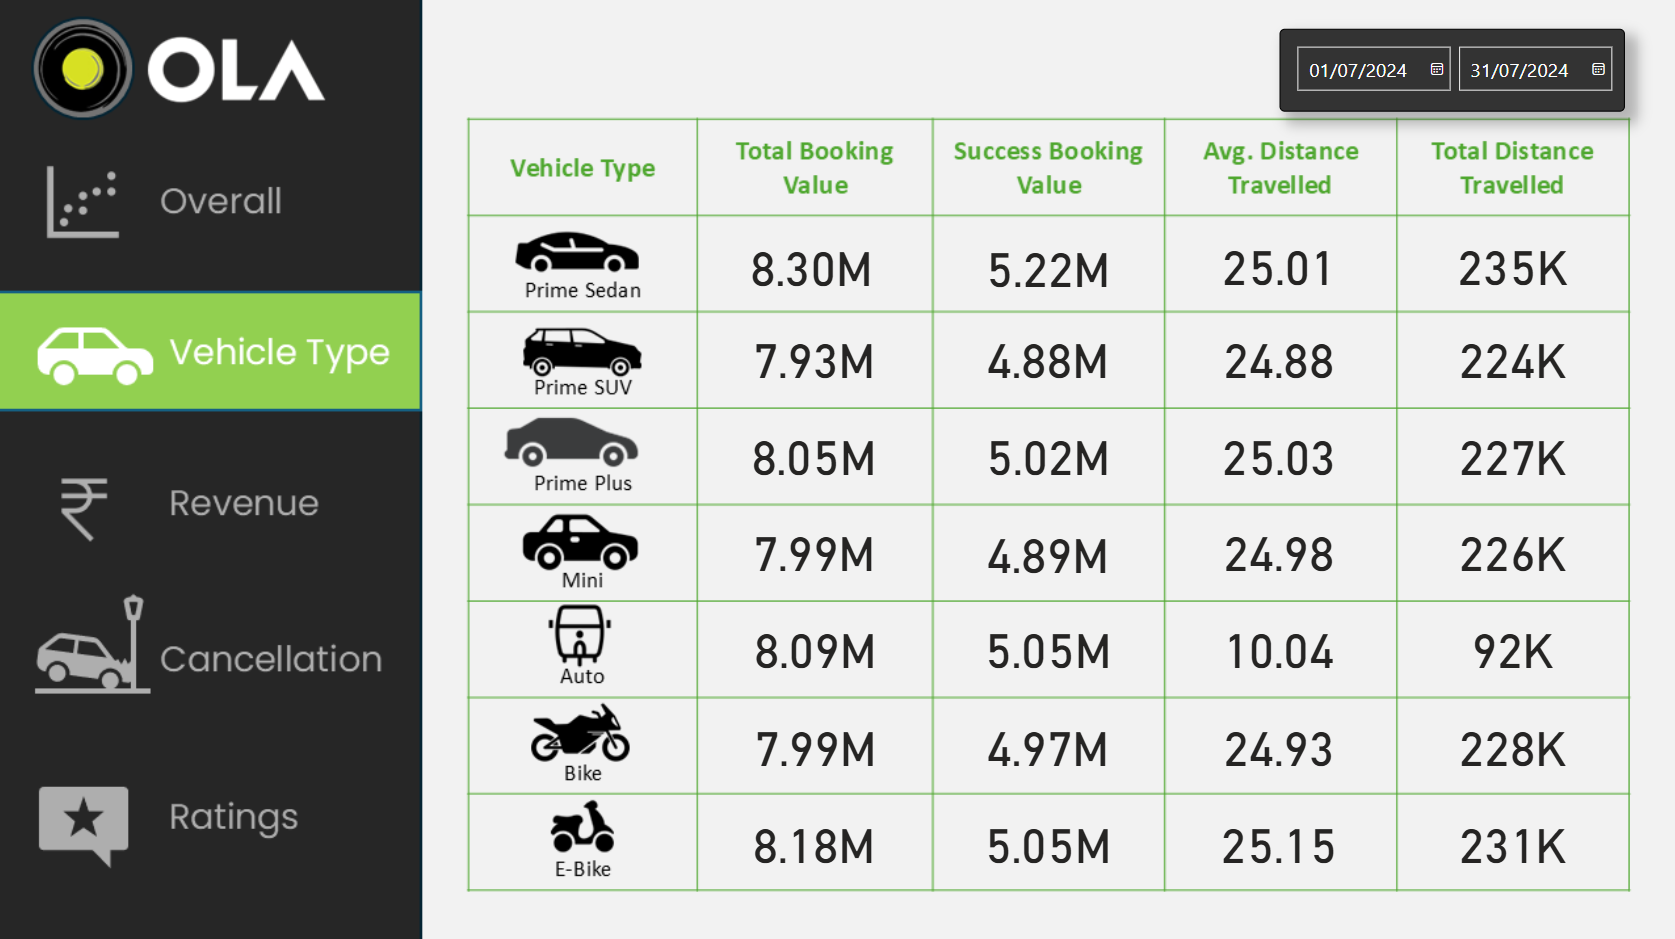 OLA
01/07/2024 31/07/2024
Overall
Vehicle Type
Revenue
Cancellation
Ratings
Vehicle Type
Total Booking
Value
Success Booking
Value
Avg. Distance
Travelled
Total Distance
Travelled
Prime Sedan 8.30M 5.22M 25.01 235K
Prime SUV 7.93M 4.88M 24.88 224K
Prime Plus 8.05M 5.02M 25.03 227K
Mini 7.99M 4.89M 24.98 226K
Auto 8.09M 5.05M 10.04 92K
Bike 7.99M 4.97M 24.93 228K
E-Bike 8.18M 5.05M 25.15 231K